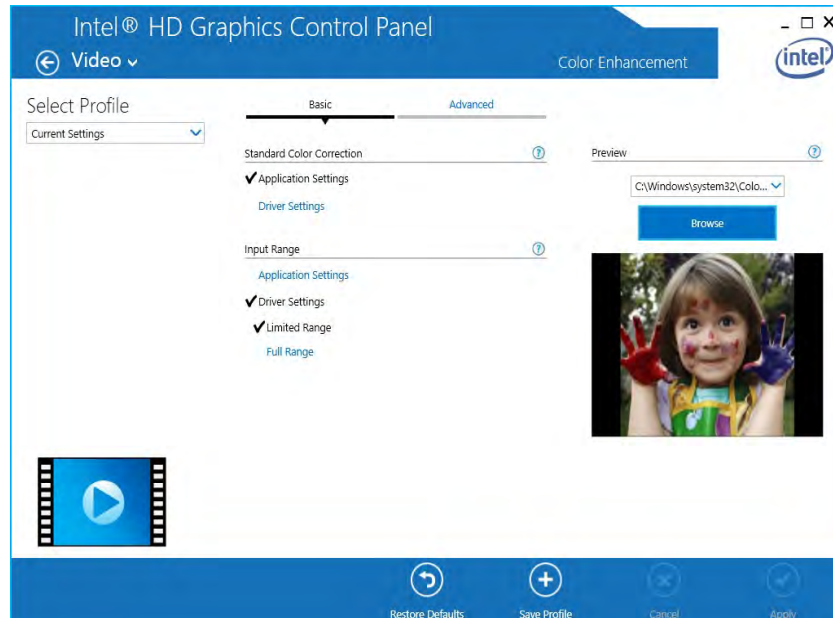 Intel® HD Graphics Control Panel
Video
Color Enhancement
intel
Select Profile
Current Settings
Basic
Advanced
Standard Color Correction
?
Application Settings
Driver Settings
Input Range
?
Application Settings
Driver Settings
Limited Range
Full Range
Preview
?
C:\Windows\system32\Colo...
Browse
Restore Defaults
Save Profile
Cancel
Apply